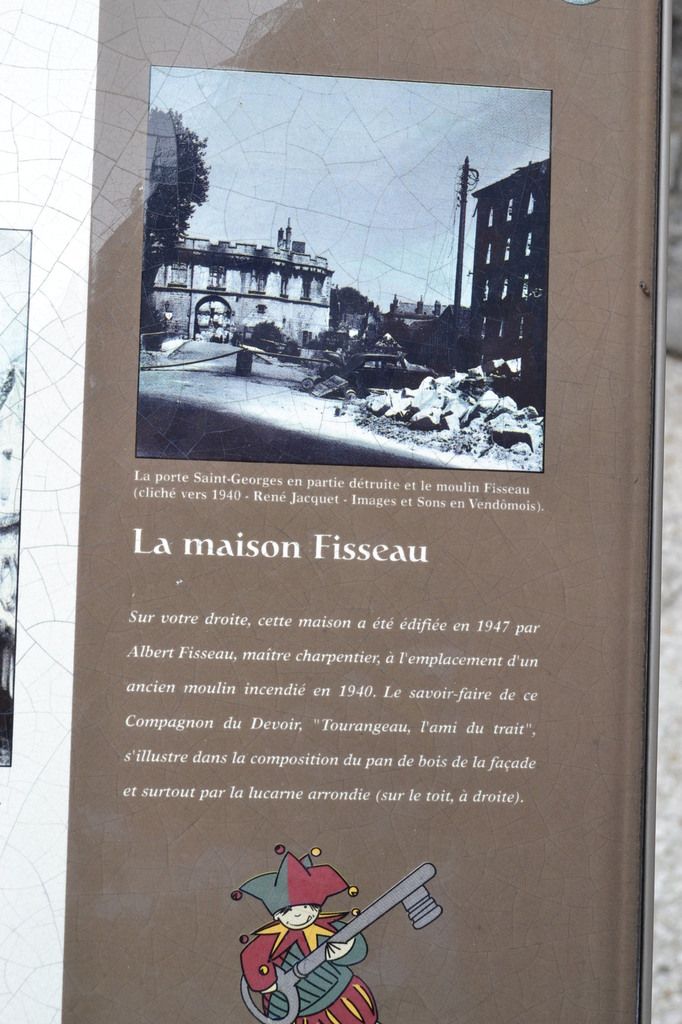 La porte Saint-Georges en partie détruite et le moulin Fisseau
(cliché vers 1940 - René Jacquet - Images et Sons en Vendômois).
La maison Fisseau
Sur votre droite, cette maison a été édifiée en 1947 par
Albert Fisseau, maître charpentier, à l'emplacement d'un
ancien moulin incendié en 1940. Le savoir-faire de ce
Compagnon du Devoir, "Tourangeau, l'ami du trait",
s'illustre dans la composition du pan de bois de la façade
et surtout par la lucarne arrondie (sur le toit, à droite).